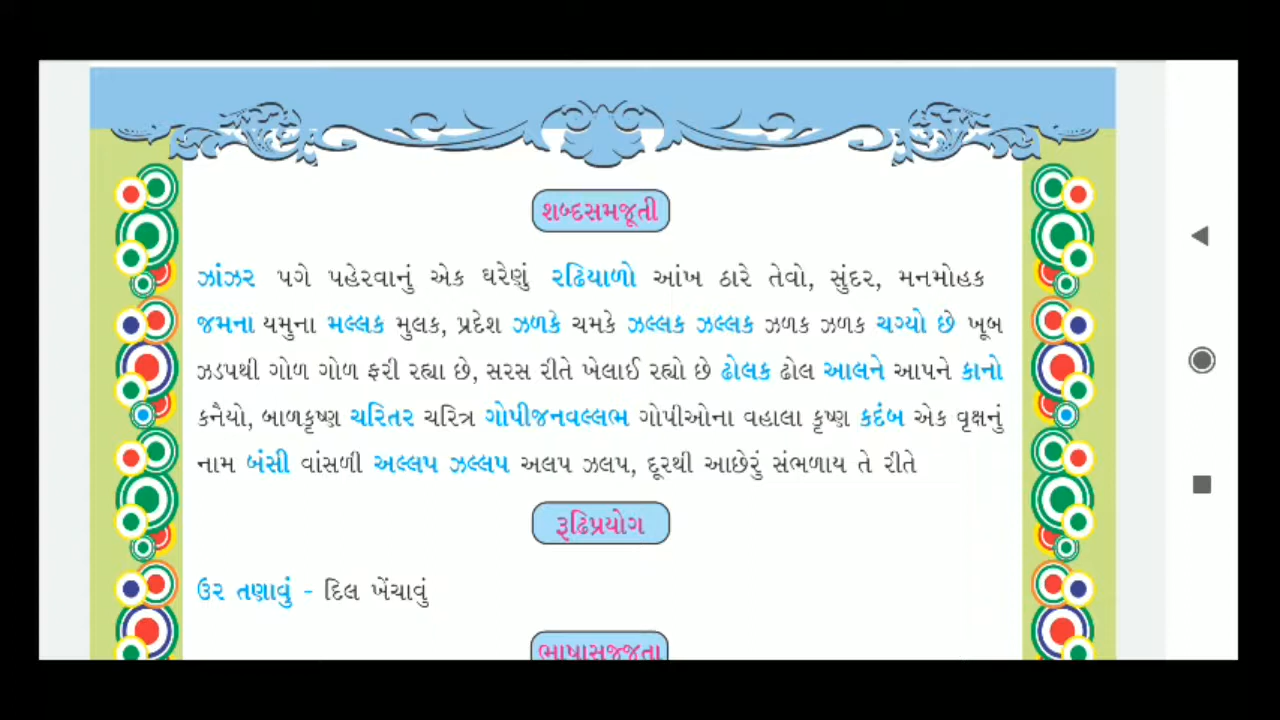 શબ્દસમજૂતી
ઝાંઝર પગે પહેરવાનું એક ઘરેણું રઢિયાળો આંખ ઠારે તેવો, સુંદર, મનમોહક
જમના યમુના મલ્લક મુલક, પ્રદેશ ઝળકે ચમકે ઝલ્લક ઝલ્લક ઝળક ઝળક ચગ્યો છે ખૂબ
ઝડપથી ગોળ ગોળ ફરી રહ્યા છે, સરસ રીતે ખેલાઈ રહ્યો છે ઢોલક ઢોલ આલને આપને કાનો
કનૈયો, બાળકૃષ્ણ ચરિતર ચરિત્ર ગોપીજનવલ્લભ ગોપીઓના વહાલા કૃષ્ણ કદંબ એક વૃક્ષનું
નામ બંસી વાંસળી અલ્લપ ઝલ્લપ અલપ ઝલપ, દૂરથી આછેરું સંભળાય તે રીતે
રૂઢિપ્રયોગ
ઉર તણાવું - દિલ ખેંચાવું
ભાષાસજ્જતા